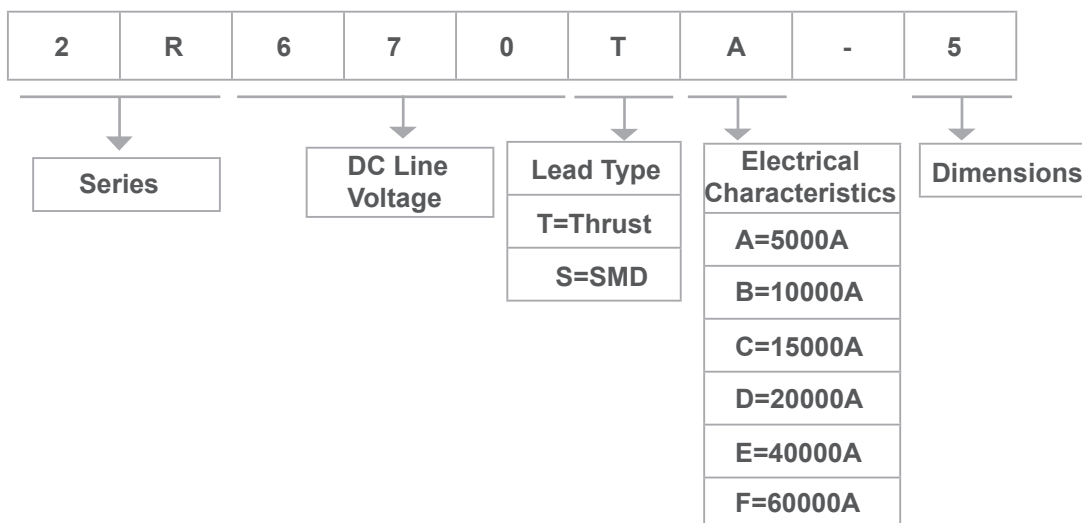 2 R 6 7 0 T A - 5
Series
DC Line
Voltage
Lead Type
T=Thrust
S=SMD
Electrical
Characteristics
A=5000A
B=10000A
C=15000A
D=20000A
E=40000A
F=60000A
Dimensions